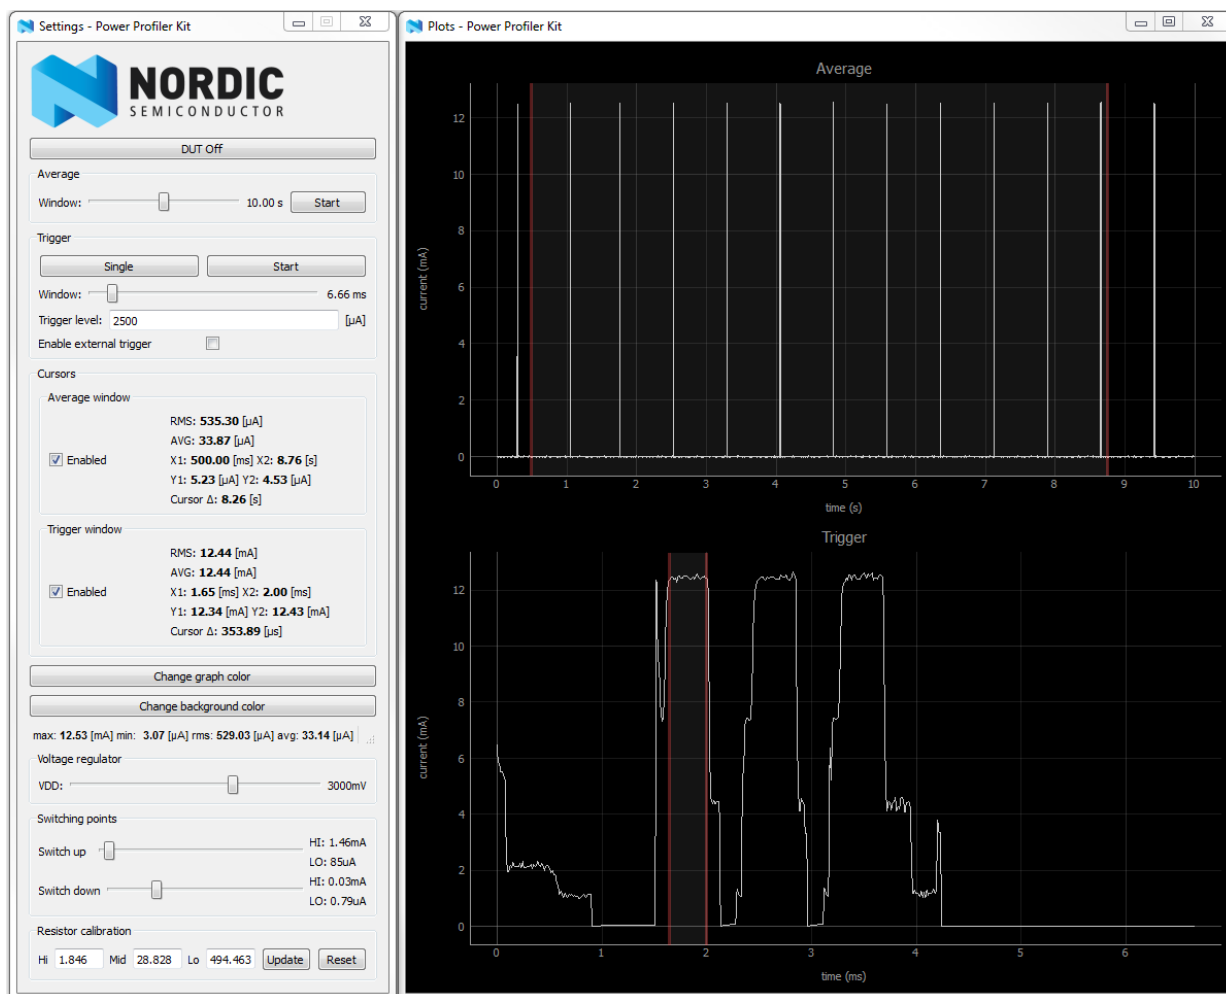 Settings - Power Profiler Kit
NORDIC
SEMICONDUCTOR
DUT Off
Average
Window: 10.00 s Start
Trigger
Single Start
Window: 6.66 ms
Trigger level: 2500 [µA]
Enable external trigger
Cursors
Average window
RMS: 535.30 [µA]
AVG: 33.87 [µA]
Enabled
X1: 500.00 [ms] X2: 8.76 [s]
Y1: 5.23 [µA] Y2: 4.53 [µA]
Cursor Δ: 8.26 [s]
Trigger window
RMS: 12.44 [mA]
AVG: 12.44 [mA]
Enabled
X1: 1.65 [ms] X2: 2.00 [ms]
Y1: 12.34 [mA] Y2: 12.43 [mA]
Cursor Δ: 353.89 [µs]
Change graph color
Change background color
max: 12.53 [mA] min: 3.07 [µA] rms: 529.03 [µA] avg: 33.14 [µA]
Voltage regulator
VDD: 3000mV
Switching points
Switch up
HI: 1.46mA
LO: 85uA
Switch down
HI: 0.03mA
LO: 0.79uA
Resistor calibration
Hi 1.846 Mid 28.828 Lo 494.463 Update Reset
Plots - Power Profiler Kit
Average
12
10
8
6
4
2
0
current (mA)
0 1 2 3 4 5 6 7 8 9 10
time (s)
Trigger
12
10
8
6
4
2
0
current (mA)
0 1 2 3 4 5 6
time (ms)